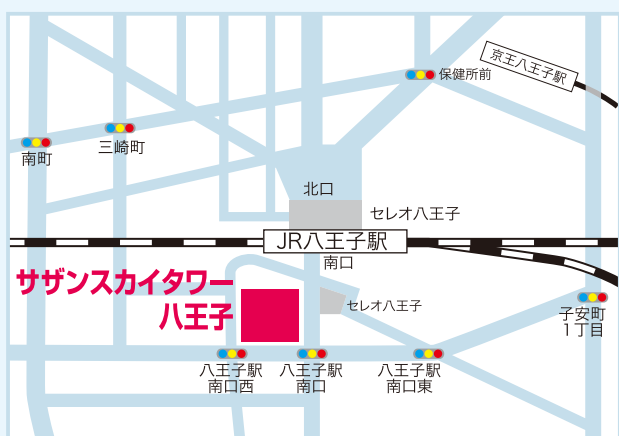 京王八王子駅
保健所前
三崎町
南町
北口
セレオ八王子
JR八王子駅
南口
サザンスカイタワー
八王子
セレオ八王子
子安町
1丁目
八王子駅
南口西
八王子駅
南口
八王子駅
南口東